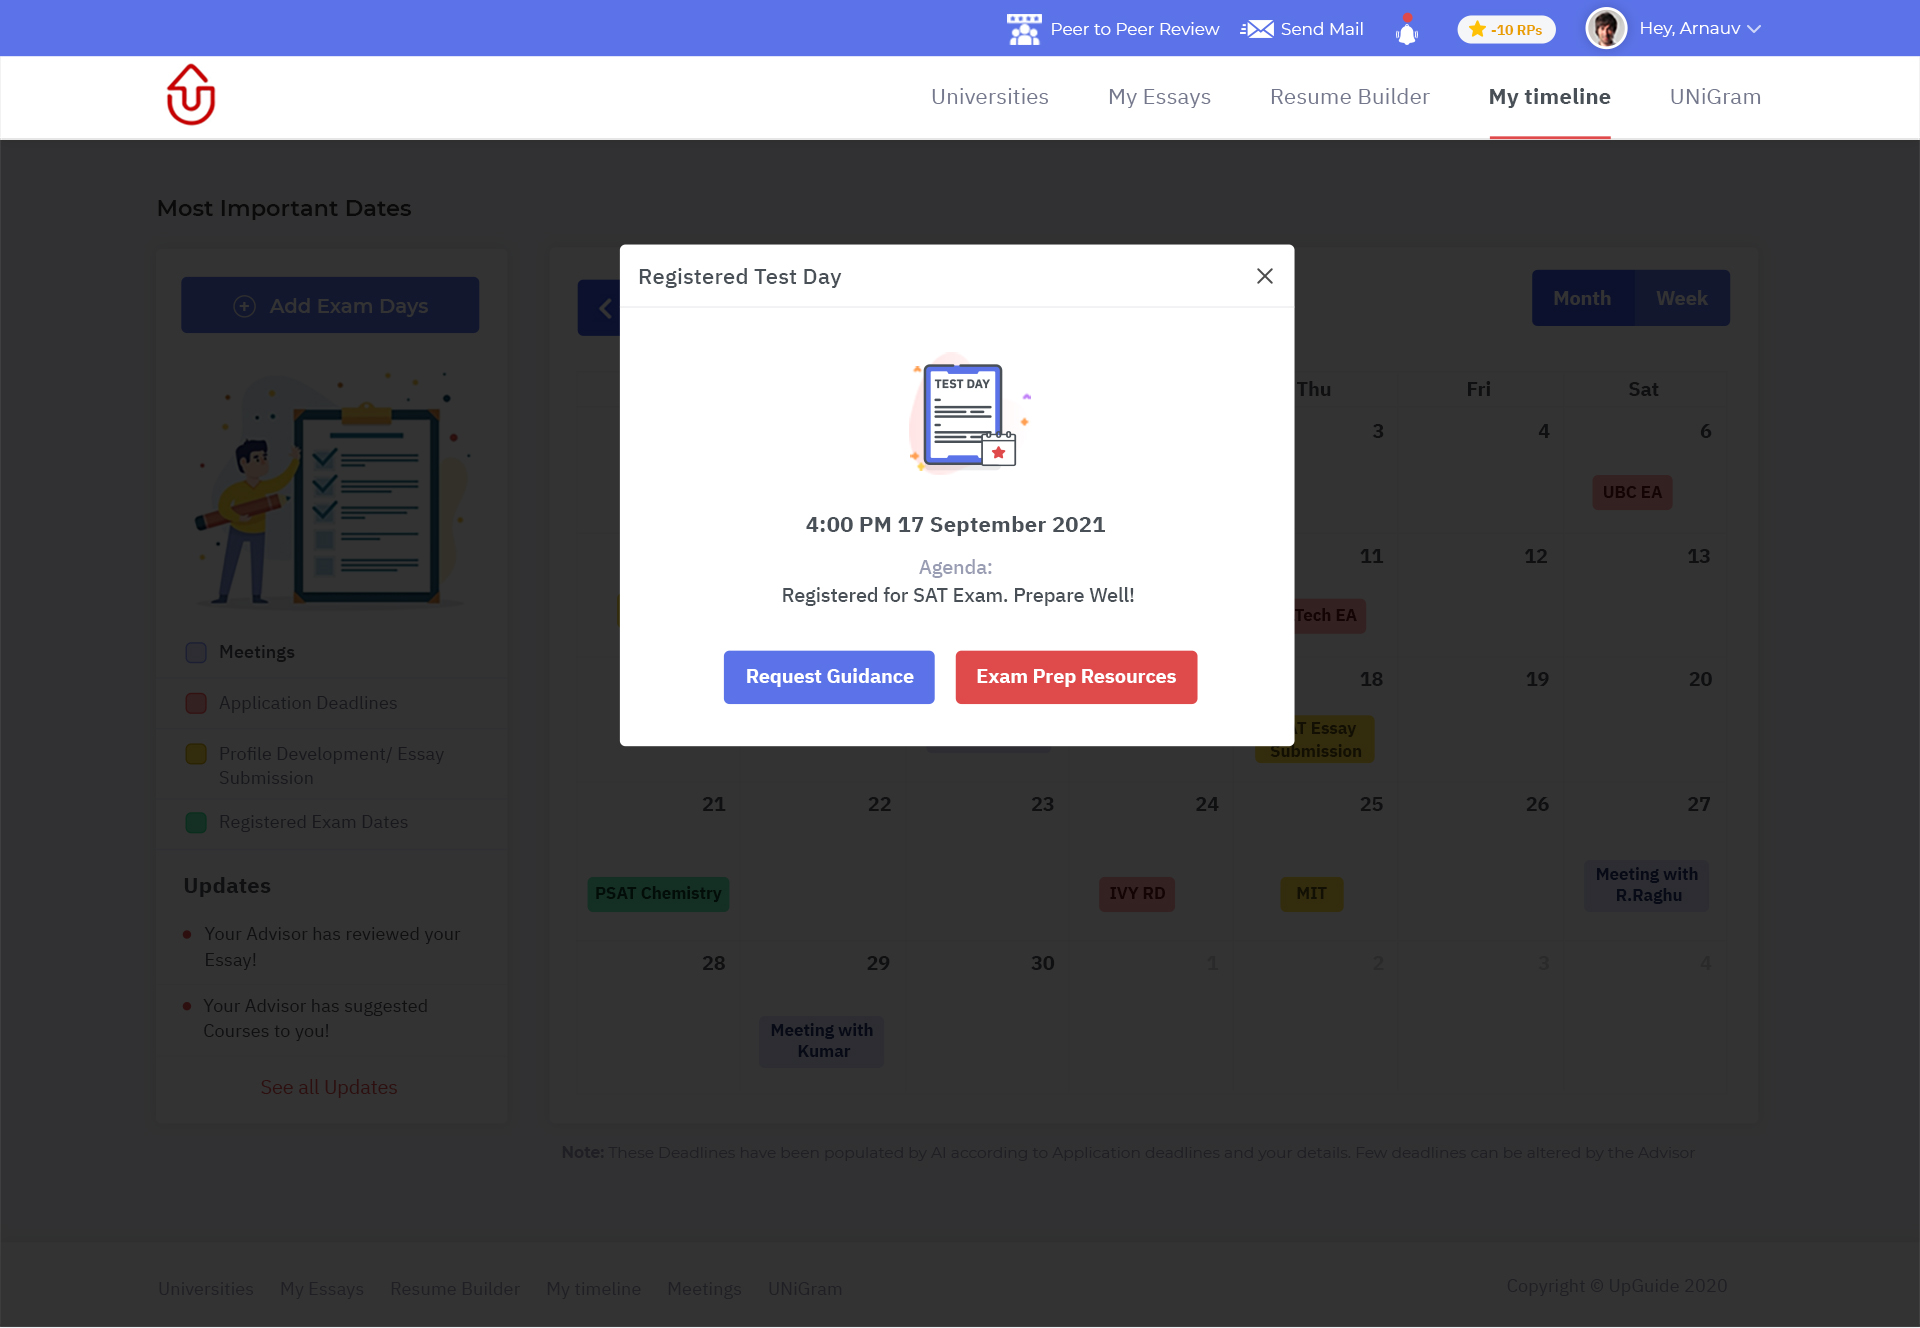 Peer to Peer Review
Send Mail
-10 RPs
Hey, Arnauv
Universities
My Essays
Resume Builder
My timeline
UNiGram
Most Important Dates
Add Exam Days
Meetings
Application Deadlines
Profile Development/ Essay
Submission
Registered Exam Dates
Updates
Your Advisor has reviewed your
Essay!
Your Advisor has suggested
Courses to you!
See all Updates
Registered Test Day
TEST DAY
4:00 PM 17 September 2021
Agenda:
Registered for SAT Exam. Prepare Well!
Request Guidance
Exam Prep Resources
Month
Week
Thu
Fri
Sat
3
4
6
UBC EA
11
12
13
Tech EA
18
19
20
Essay
Submission
21
22
23
24
25
26
27
PSAT Chemistry
IVY RD
MIT
Meeting with
R.Raghu
28
29
30
1
2
3
4
Meeting with
Kumar
Note: These Deadlines have been populated by AI according to Application deadlines and your details. Few deadlines can be altered by the Advisor
Universities
My Essays
Resume Builder
My timeline
Meetings
UNiGram
Copyright © UpGuide 2020